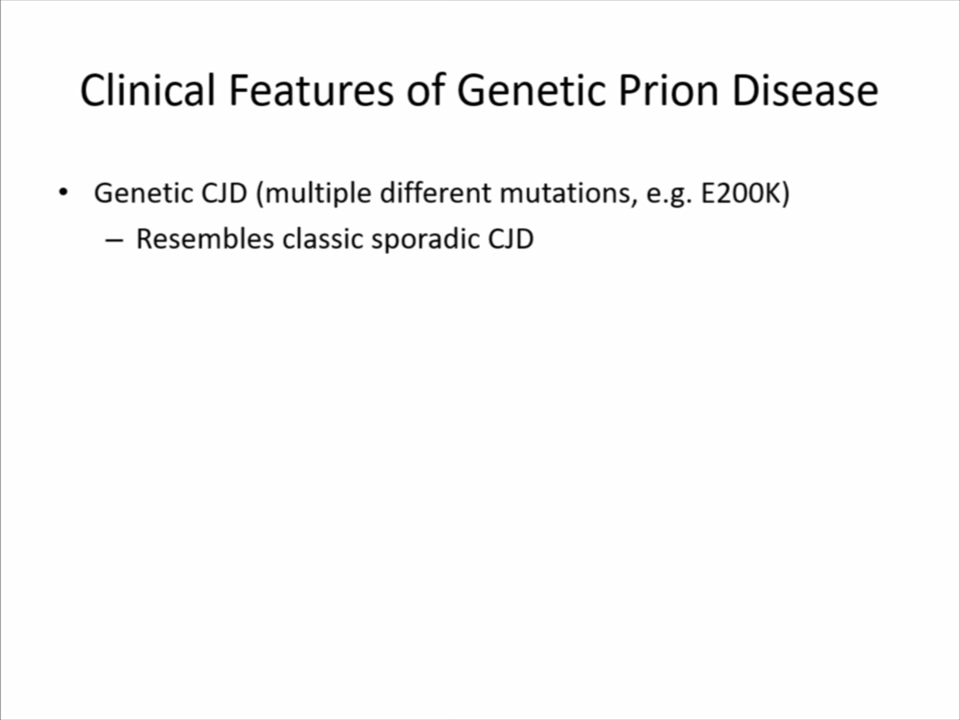 Clinical Features of Genetic Prion Disease
• Genetic CJD (multiple different mutations, e.g. E200K)
– Resembles classic sporadic CJD